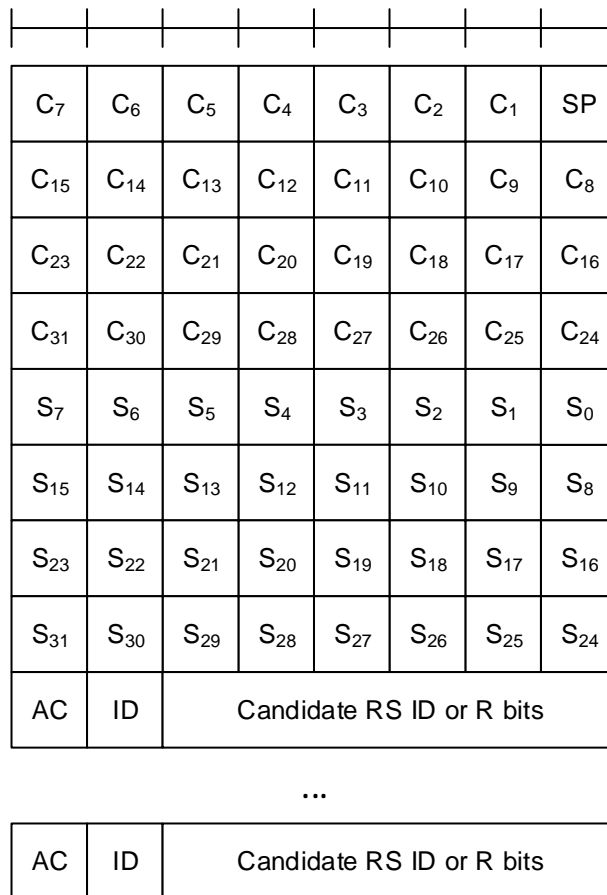 C₇ C₆ C₅ C₄ C₃ C₂ C₁ SP
C₁₅ C₁₄ C₁₃ C₁₂ C₁₁ C₁₀ C₉ C₈
C₂₃ C₂₂ C₂₁ C₂₀ C₁₉ C₁₈ C₁₇ C₁₆
C₃₁ C₃₀ C₂₉ C₂₈ C₂₇ C₂₆ C₂₅ C₂₄
S₇ S₆ S₅ S₄ S₃ S₂ S₁ S₀
S₁₅ S₁₄ S₁₃ S₁₂ S₁₁ S₁₀ S₉ S₈
S₂₃ S₂₂ S₂₁ S₂₀ S₁₉ S₁₈ S₁₇ S₁₆
S₃₁ S₃₀ S₂₉ S₂₈ S₂₇ S₂₆ S₂₅ S₂₄
AC ID Candidate RS ID or R bits
...
AC ID Candidate RS ID or R bits